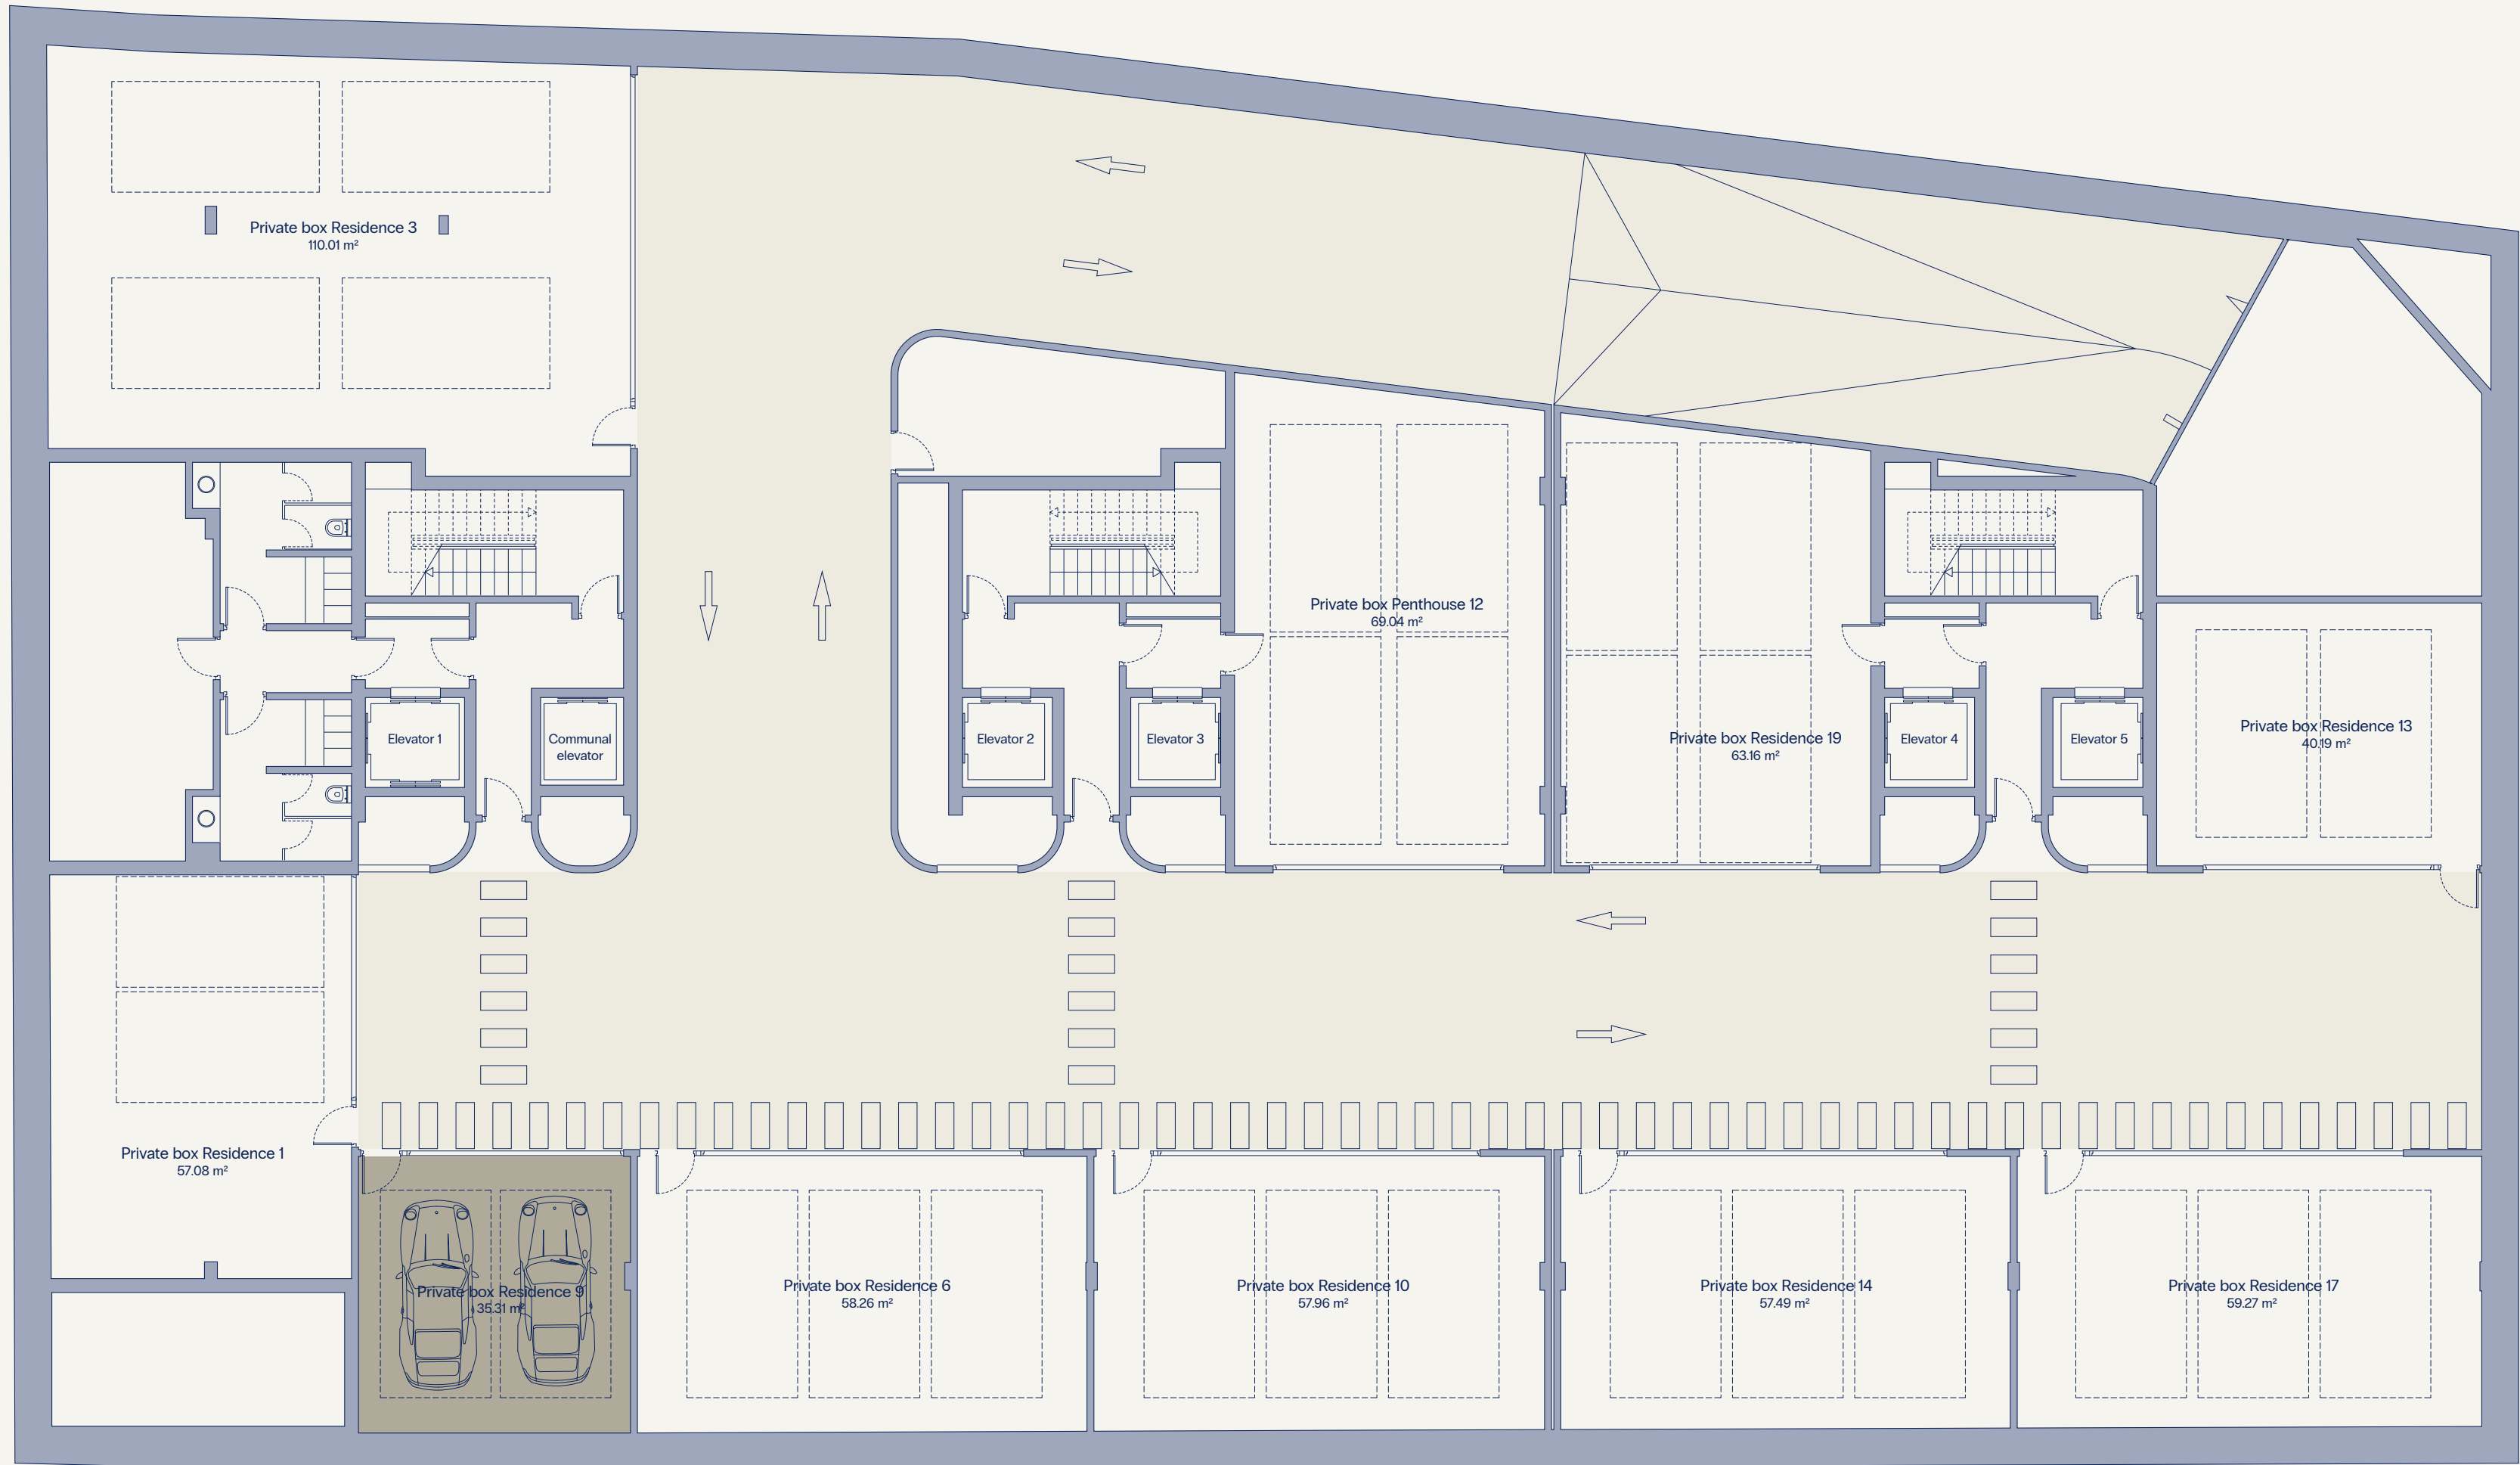 Private box Residence 3
110.01 m²
Private box Penthouse 12
69.04 m²
Private box Residence 19
63.16 m²
Private box Residence 13
40.19 m²
Elevator 1
Communal
elevator
Elevator 2
Elevator 3
Elevator 4
Elevator 5
Private box Residence 1
57.08 m²
Private box Residence 9
35.31 m²
Private box Residence 6
58.26 m²
Private box Residence 10
57.96 m²
Private box Residence 14
57.49 m²
Private box Residence 17
59.27 m²